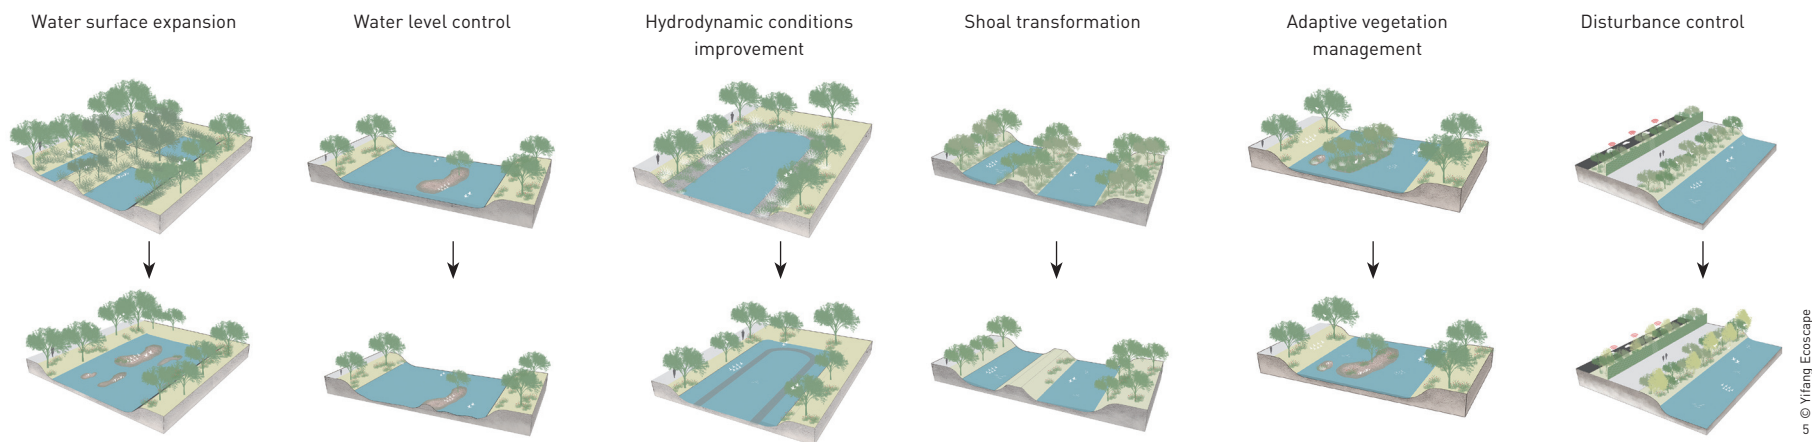 Water surface expansion
Water level control
Hydrodynamic conditions
improvement
Shoal transformation
Adaptive vegetation
management
Disturbance control
5 © Yifang Ecoscape